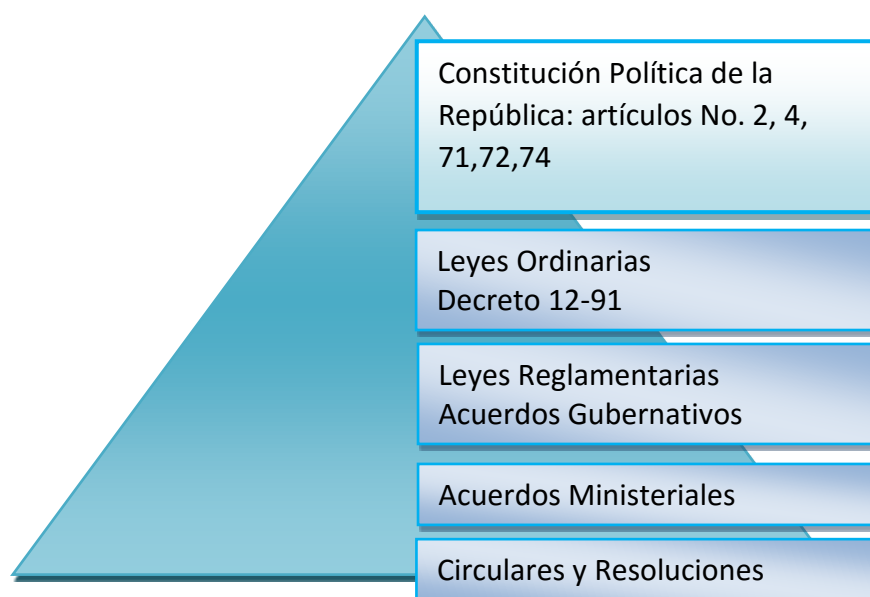 Constitución Política de la
República: artículos No. 2, 4,
71,72,74
Leyes Ordinarias
Decreto 12-91
Leyes Reglamentarias
Acuerdos Gubernativos
Acuerdos Ministeriales
Circulares y Resoluciones